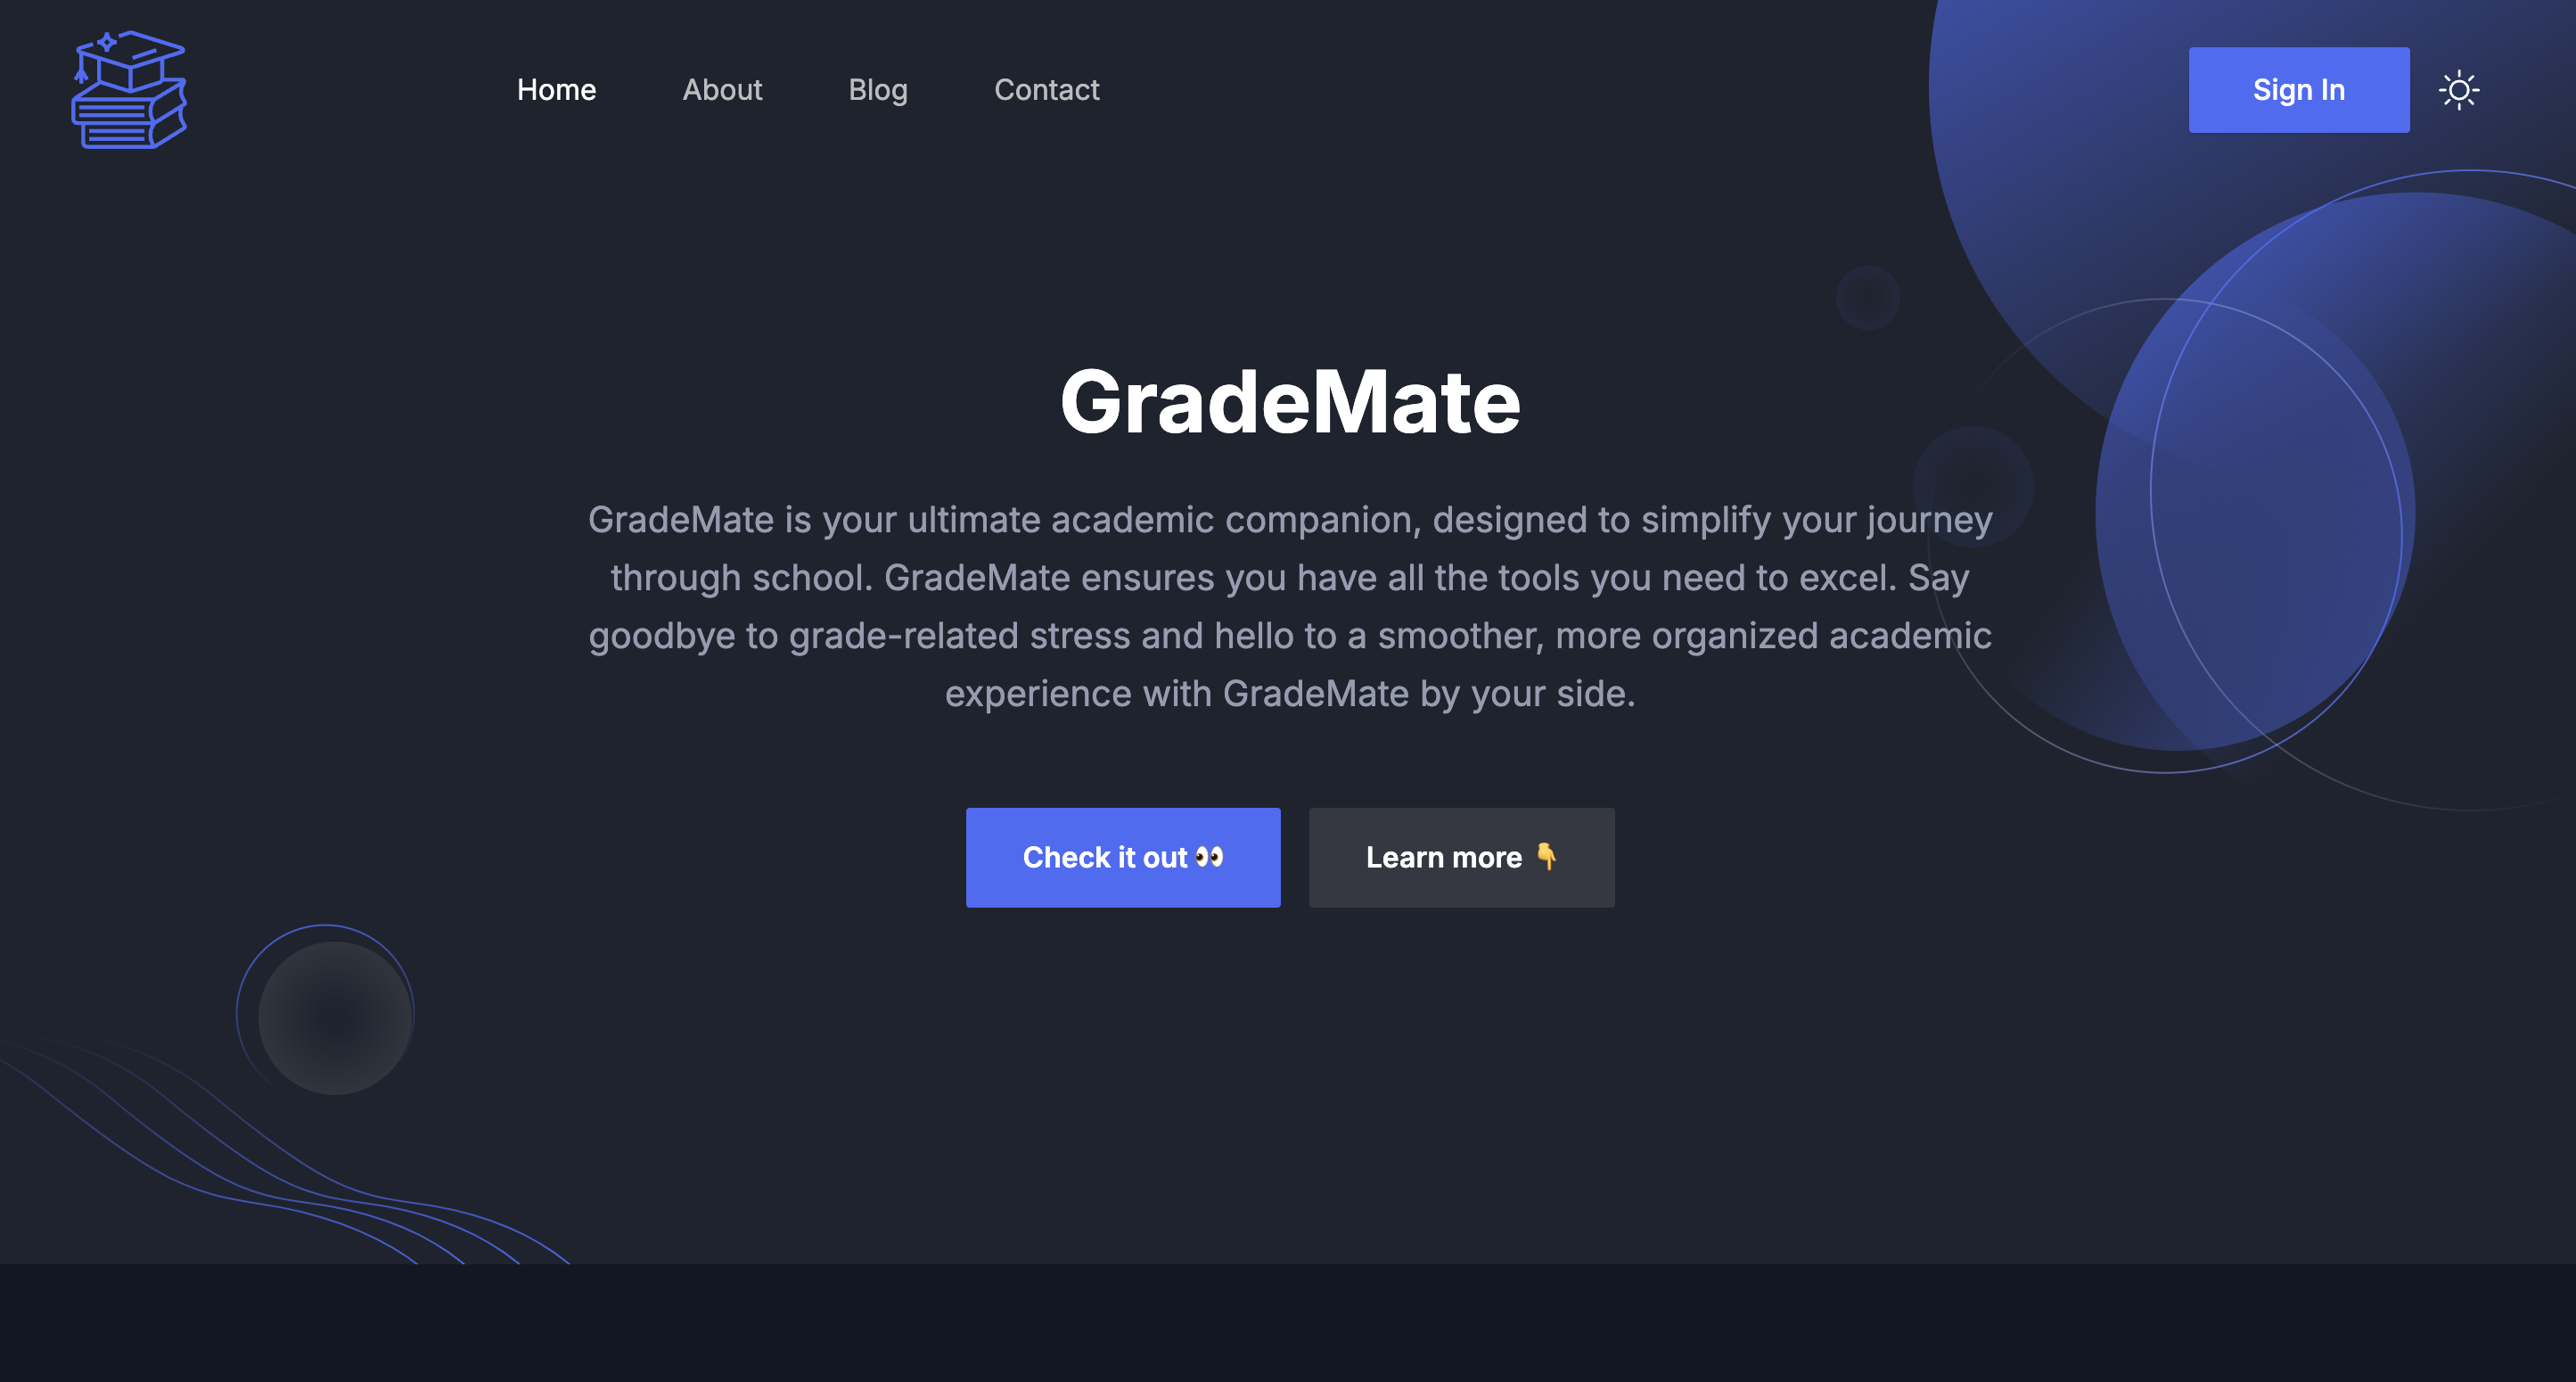 Home About Blog Contact Sign In
GradeMate
GradeMate is your ultimate academic companion, designed to simplify your journey
through school. GradeMate ensures you have all the tools you need to excel. Say
goodbye to grade-related stress and hello to a smoother, more organized academic
experience with GradeMate by your side.
Check it out 👀 Learn more 👇